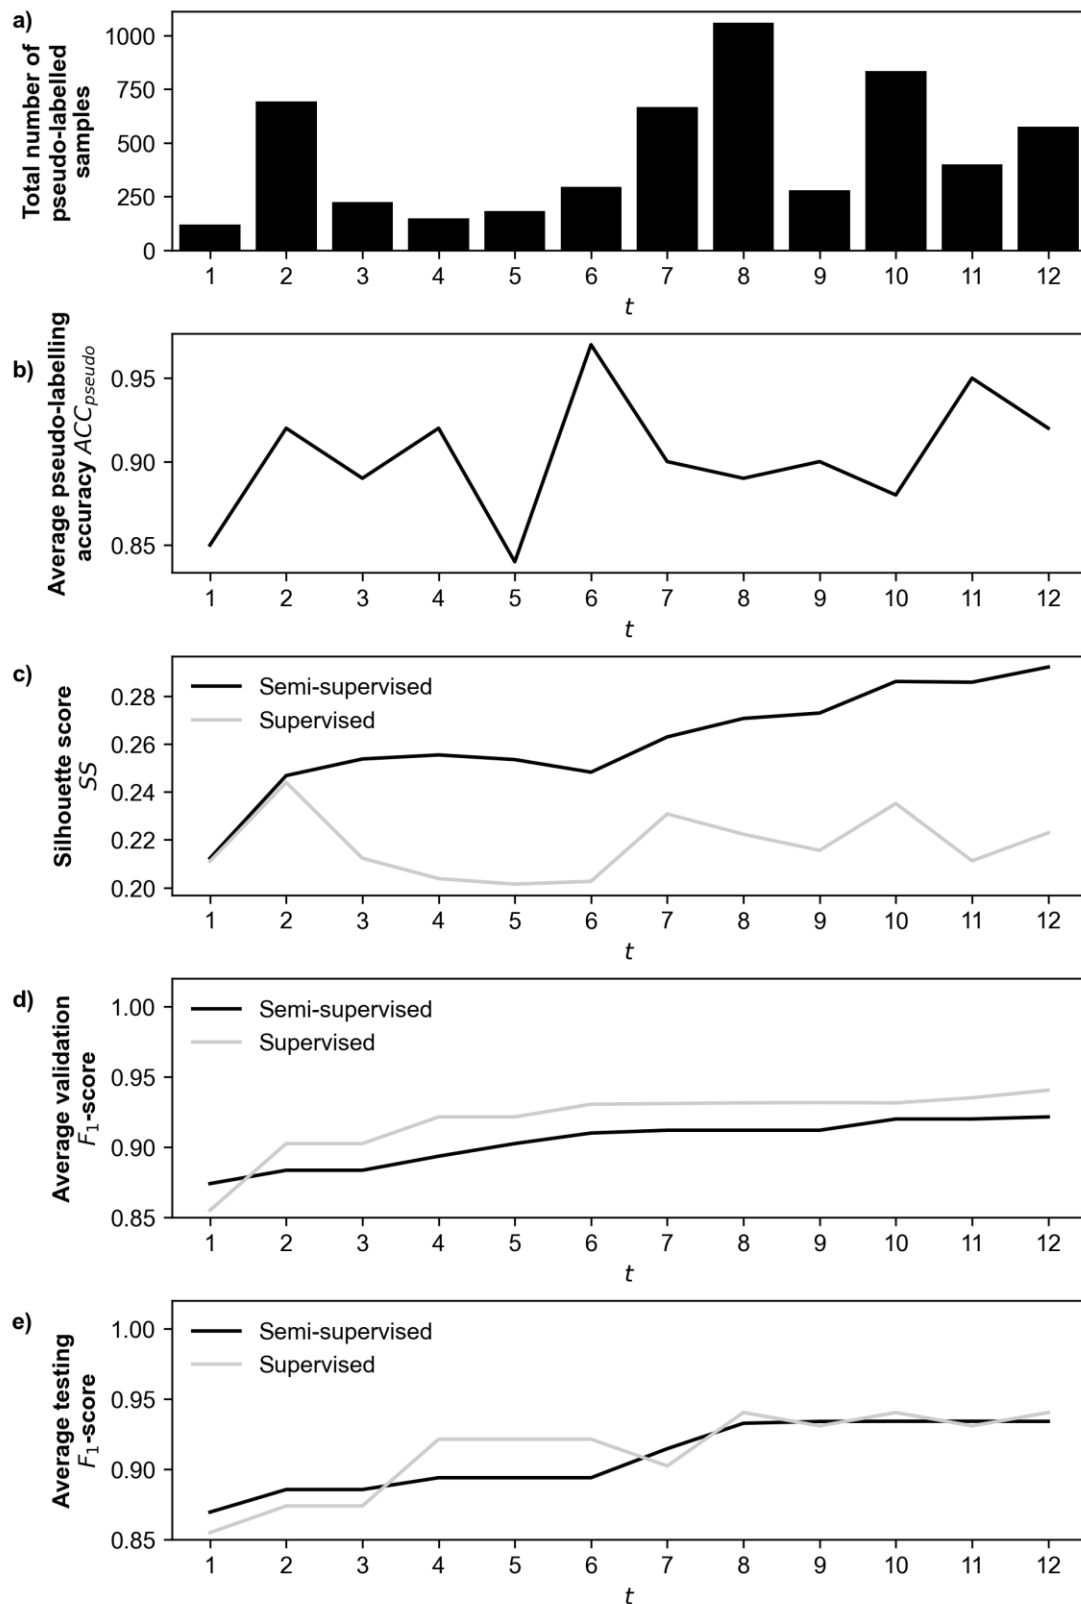 a)
Total number of
pseudo-labelled
samples
1000
750
500
250
0
1 2 3 4 5 6 7 8 9 10 11 12
t
b)
Average pseudo-labelling
accuracy ACC_pseudo
0.95
0.90
0.85
1 2 3 4 5 6 7 8 9 10 11 12
t
c)
Silhouette score
SS
Semi-supervised
Supervised
0.28
0.26
0.24
0.22
0.20
1 2 3 4 5 6 7 8 9 10 11 12
t
d)
Average validation
F₁-score
Semi-supervised
Supervised
1.00
0.95
0.90
0.85
1 2 3 4 5 6 7 8 9 10 11 12
t
e)
Average testing
F₁-score
Semi-supervised
Supervised
1.00
0.95
0.90
0.85
1 2 3 4 5 6 7 8 9 10 11 12
t